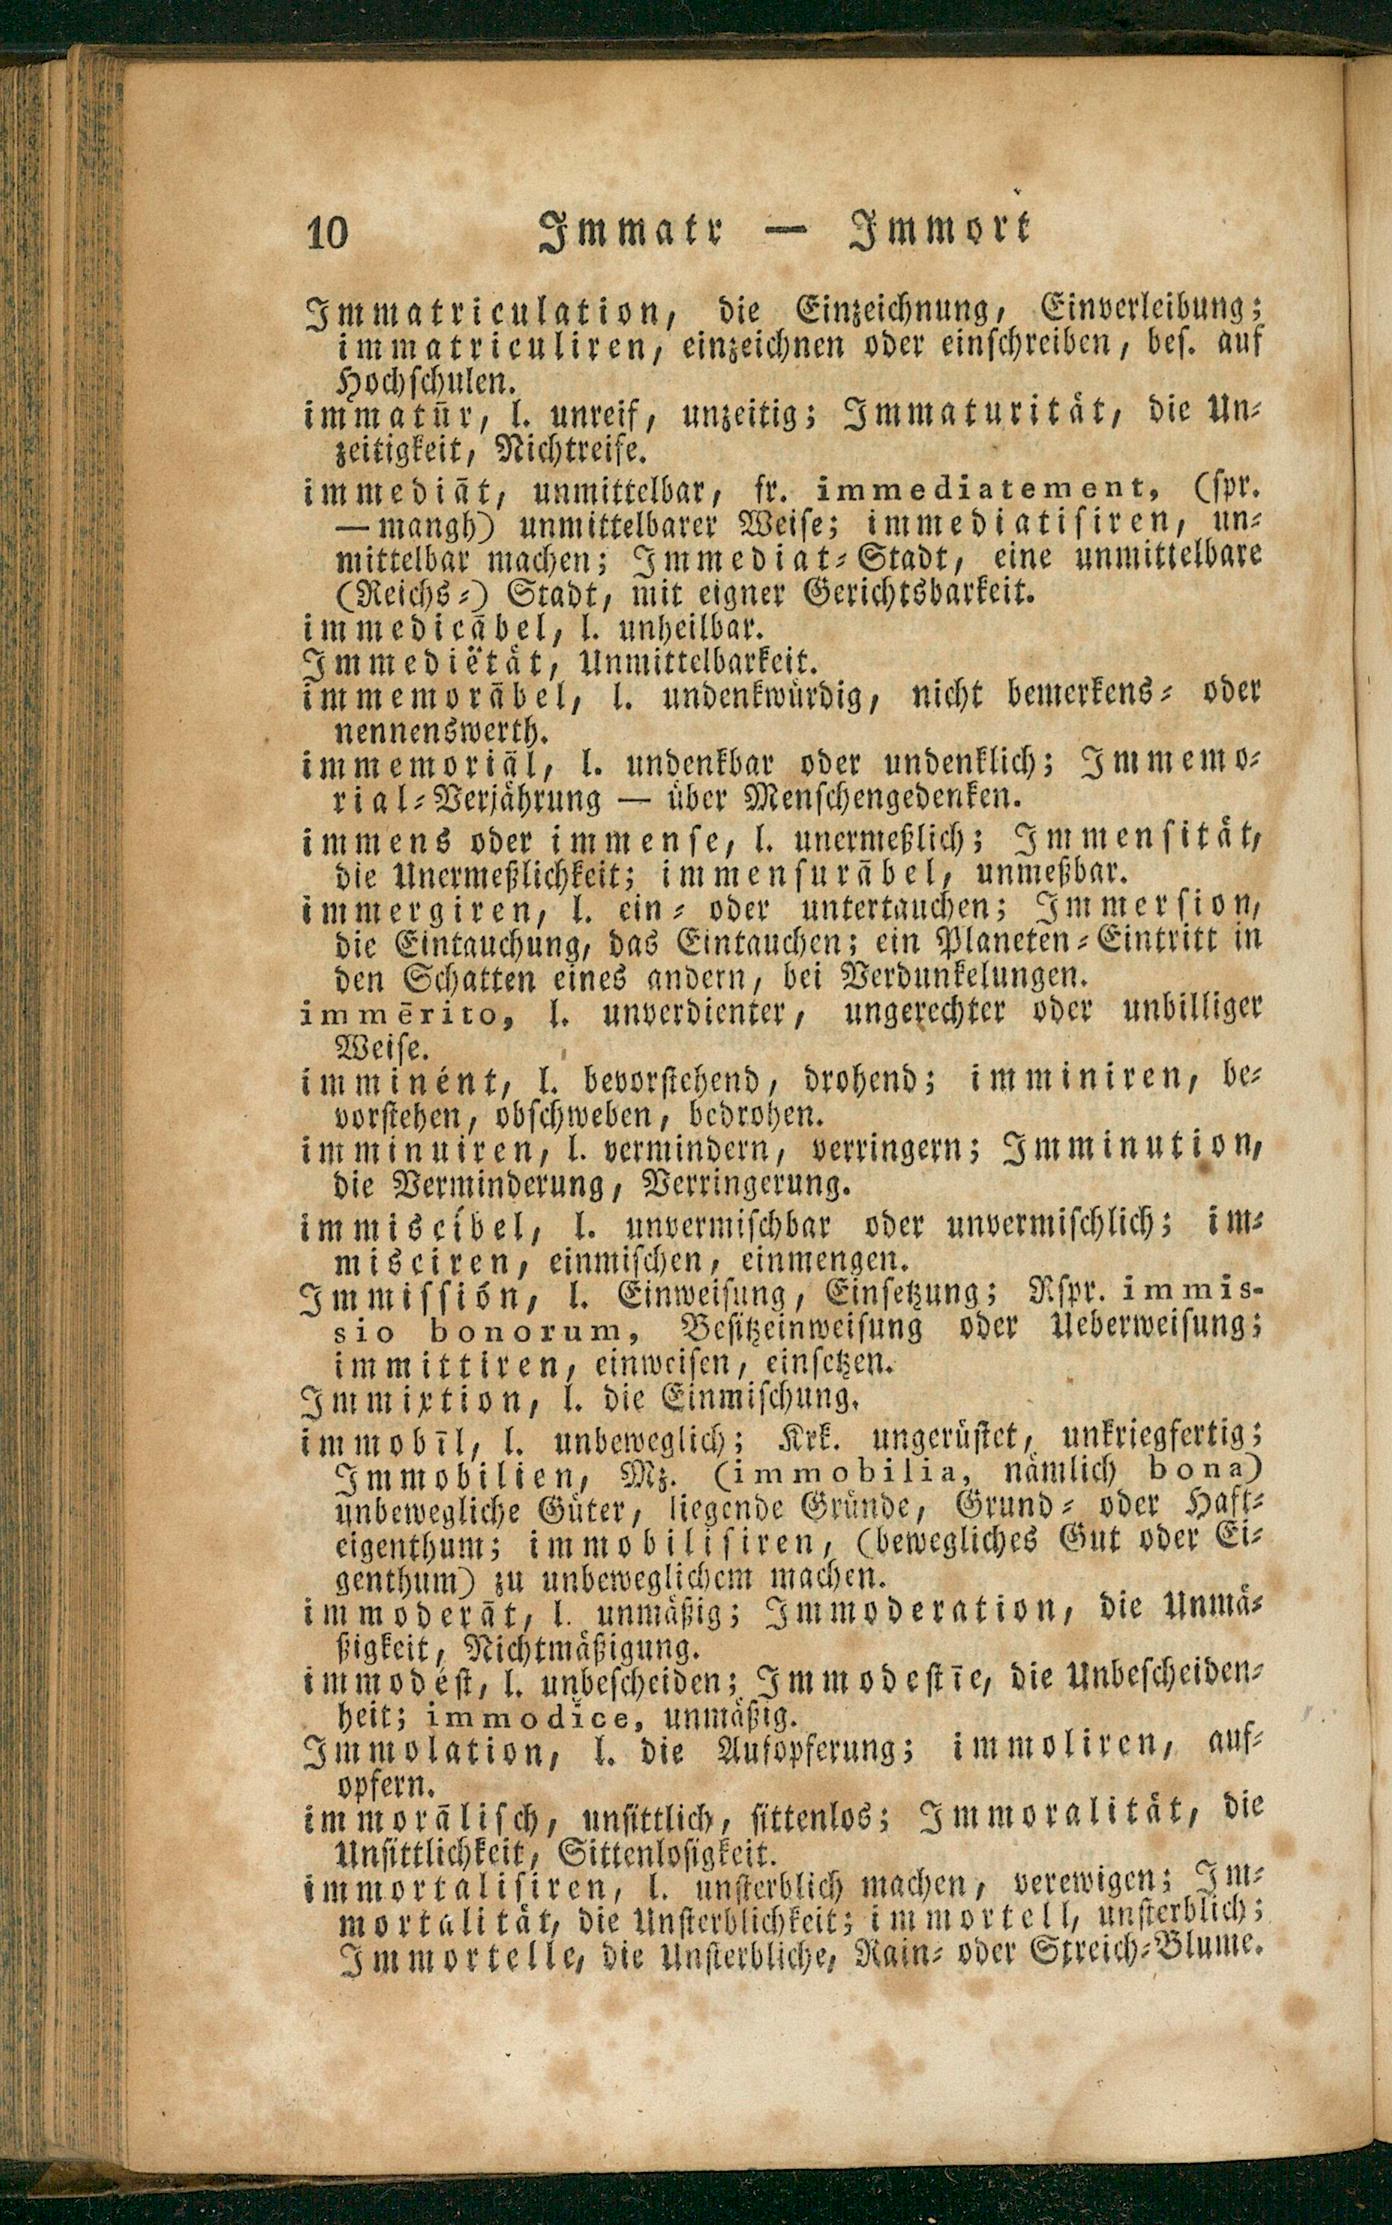 10 Immatr — Immort
Immatriculation, die Einzeichnung, Einverleibung;
immatriculiren, einzeichnen oder einschreiben, bes. auf
Hochschulen.
immatūr, l. unreif, unzeitig; Immaturität, die Un-
zeitigkeit, Nichtreife.
immediāt, unmittelbar, fr. immediatement, (spr.
—mangh) unmittelbarer Weise; immediatisiren, un-
mittelbar machen; Immediat-Stadt, eine unmittelbare
(Reichs-) Stadt, mit eigner Gerichtsbarkeit.
immedicābel, l. unheilbar.
Immediëtät, Unmittelbarkeit.
immemorābel, l. undenkwürdig, nicht bemerkens- oder
nennenswerth.
immemoriāl, l. undenkbar oder undenklich; Immemo-
rial-Verjährung — über Menschengedenken.
immens oder immense, l. unermeßlich; Immensität,
die Unermeßlichkeit; immensurābel, unmeßbar.
immergiren, l. ein- oder untertauchen; Immersion,
die Eintauchung, das Eintauchen; ein Planeten-Eintritt in
den Schatten eines andern, bei Verdunkelungen.
immērito, l. unverdienter, ungerechter oder unbilliger
Weise.
imminént, l. bevorstehend, drohend; imminiren, be-
vorstehen, obschweben, bedrohen.
imminuiren, l. vermindern, verringern; Imminution,
die Verminderung, Verringerung.
immiscíbel, l. unvermischbar oder unvermischlich; im-
misciren, einmischen, einmengen.
Immissión, l. Einweisung, Einsetzung; Rspr. immis-
sio bonorum, Besitzeinweisung oder Ueberweisung;
immittiren, einweisen, einsetzen.
Immixtion, l. die Einmischung.
immobīl, l. unbeweglich; Krk. ungerüstet, unkriegfertig;
Immobilien, Mz. (immobilia, nämlich bona)
unbewegliche Güter, liegende Gründe, Grund- oder Haft-
eigenthum; immobilisiren, (bewegliches Gut oder Ei-
genthum) zu unbeweglichem machen.
immoderāt, l. unmäßig; Immoderation, die Unmä-
ßigkeit, Nichtmäßigung.
immodést, l. unbescheiden; Immodestīe, die Unbescheiden-
heit; immodĭce, unmäßig.
Immolation, l. die Aufopferung; immoliren, auf-
opfern.
immorālisch, unsittlich, sittenlos; Immoralität, die
Unsittlichkeit, Sittenlosigkeit.
immortalisiren, l. unsterblich machen, verewigen; Im-
mortalität, die Unsterblichkeit; immortell, unsterblich;
Immortelle, die Unsterbliche, Rain- oder Streich-Blume.